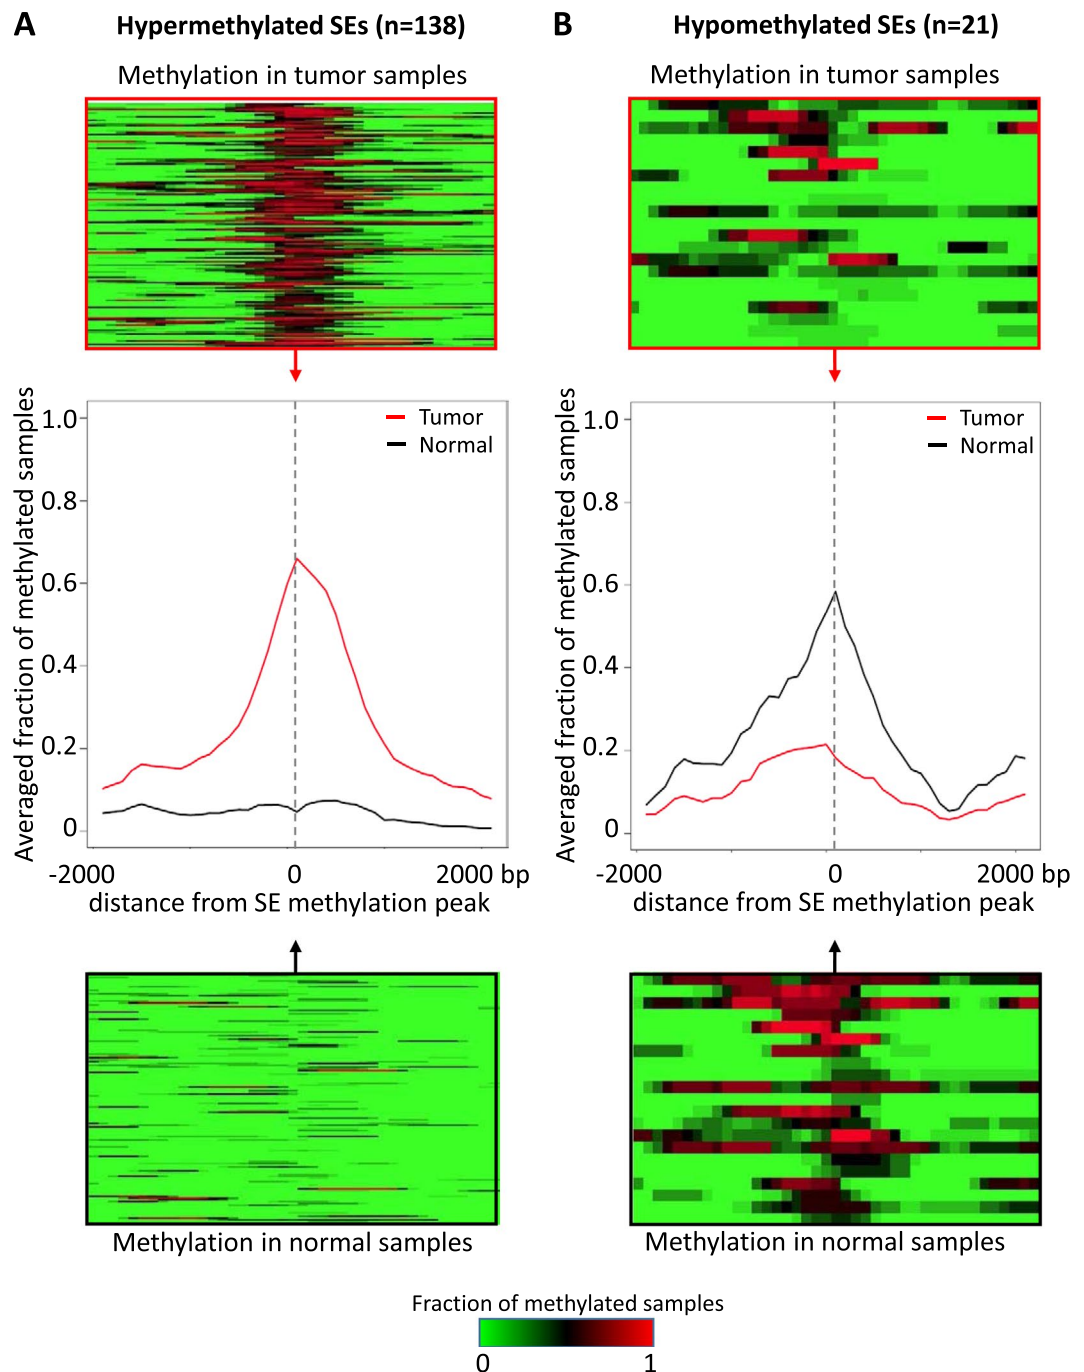 A
Hypermethylated SEs (n=138)
Methylation in tumor samples
Averaged fraction of methylated samples
1.0
0.8
0.6
0.4
0.2
0
Tumor
Normal
-2000 0 2000 bp
distance from SE methylation peak
Methylation in normal samples
B
Hypomethylated SEs (n=21)
Methylation in tumor samples
Averaged fraction of methylated samples
1.0
0.8
0.6
0.4
0.2
0
Tumor
Normal
-2000 0 2000 bp
distance from SE methylation peak
Methylation in normal samples
Fraction of methylated samples
0 1